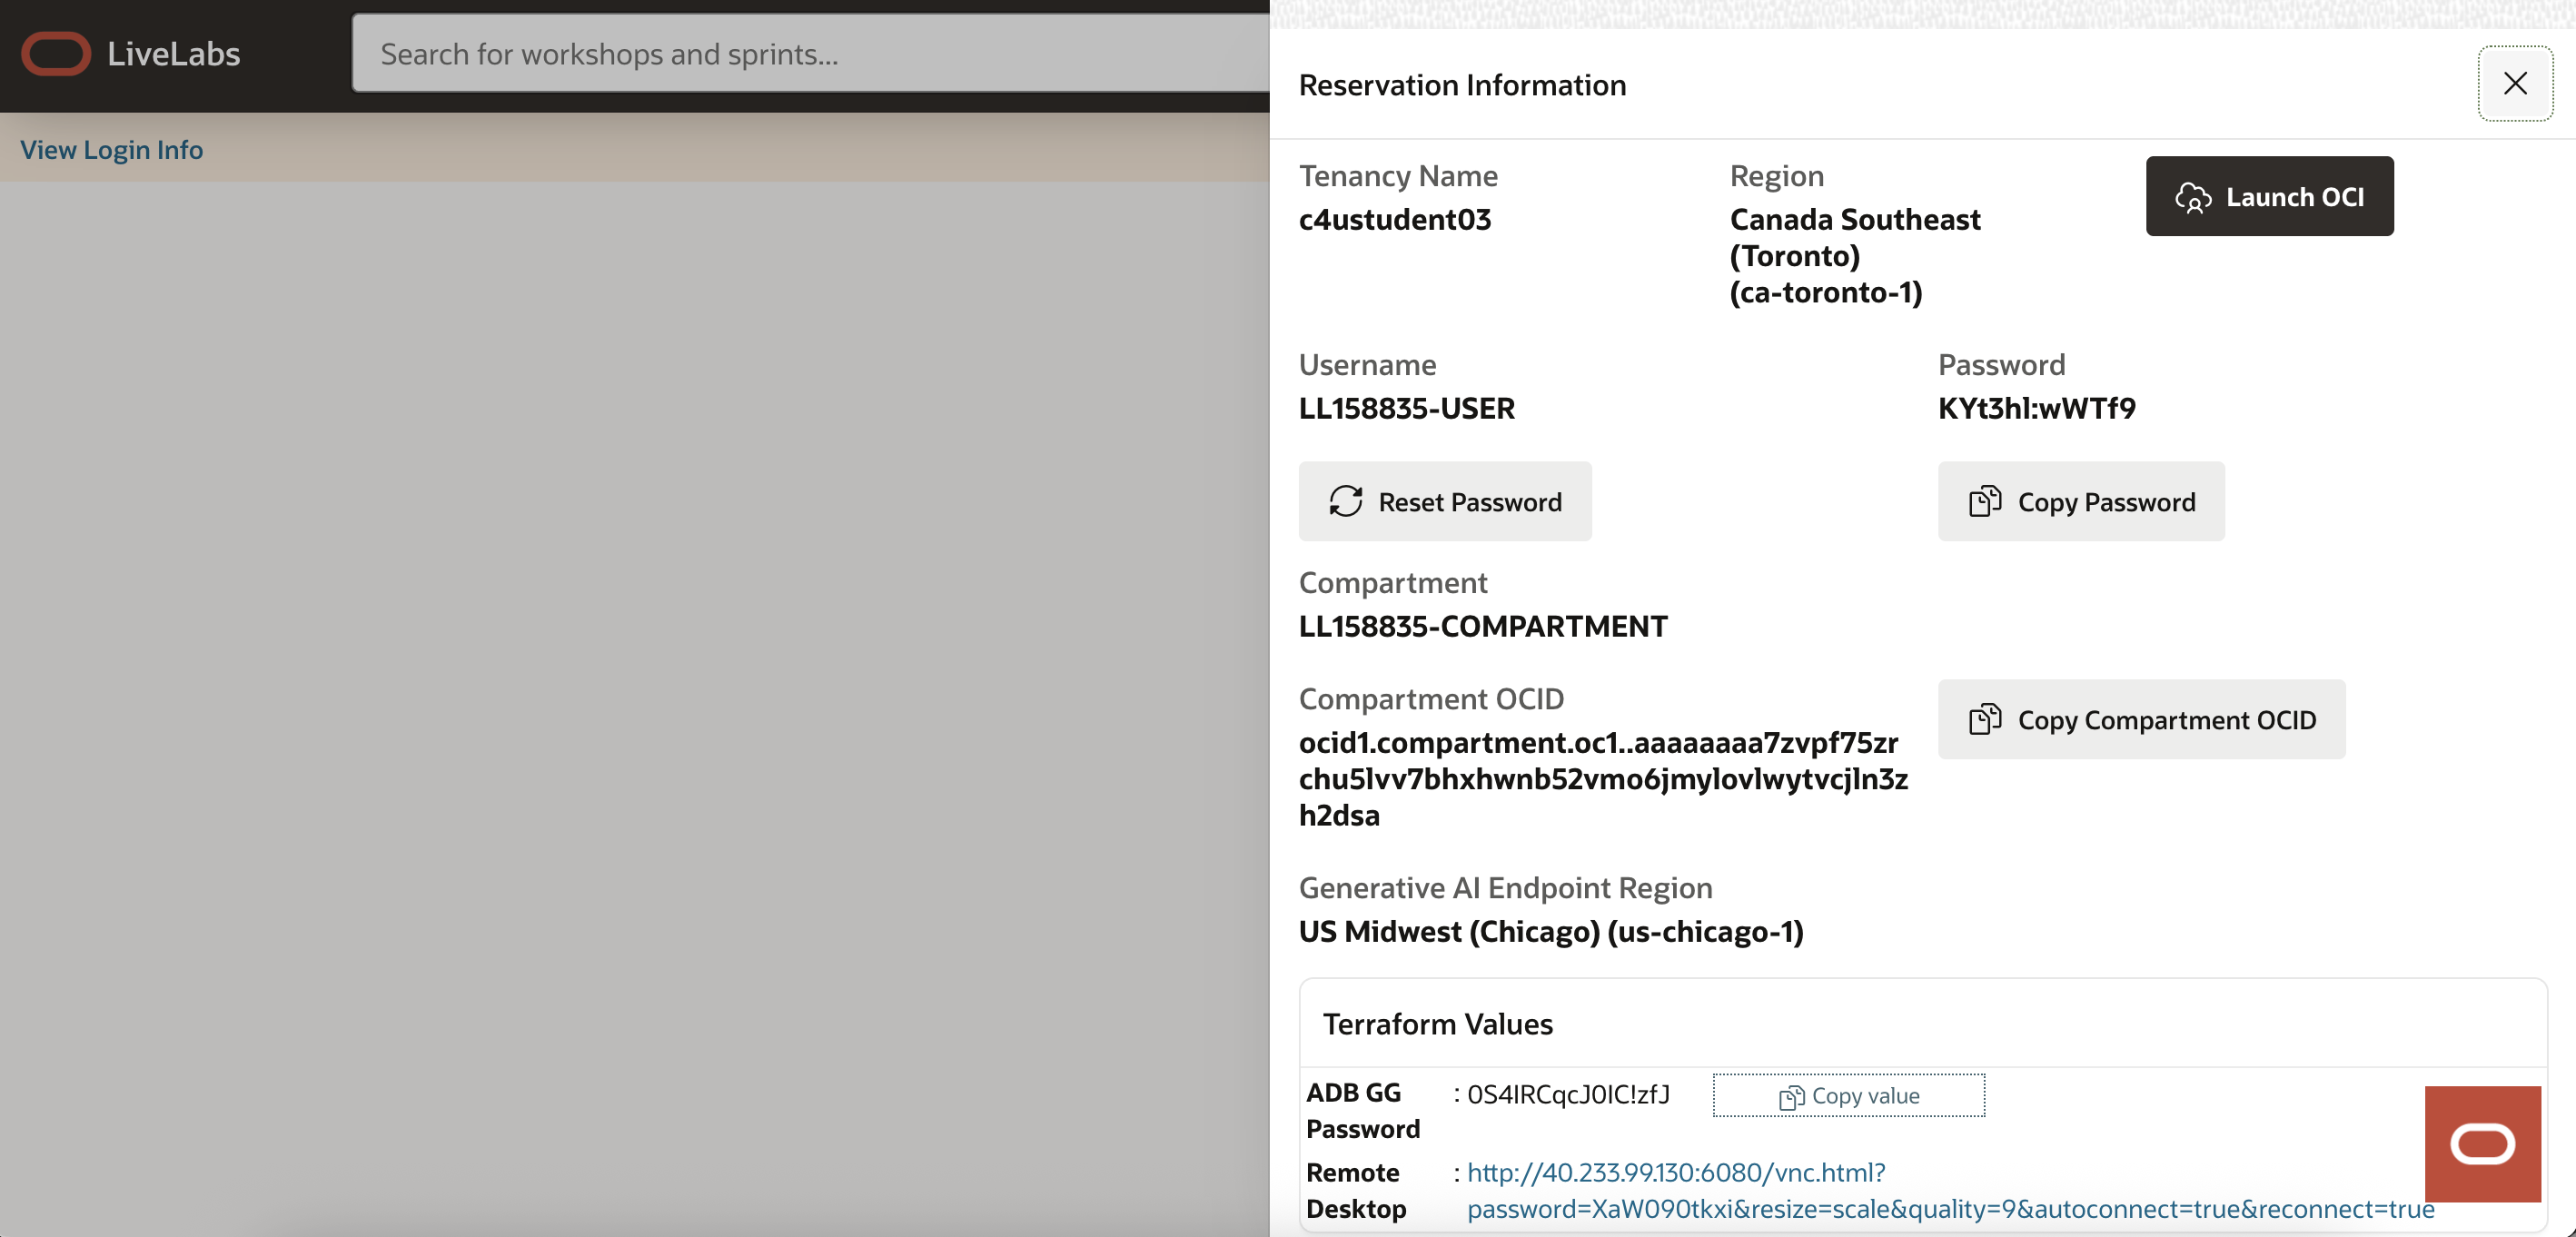 LiveLabs
Search for workshops and sprints...
View Login Info
Reservation Information
Tenancy Name
c4ustudent03
Region
Canada Southeast
(Toronto)
(ca-toronto-1)
Launch OCI
Username
LL158835-USER
Password
KYt3hl:wWTf9
Reset Password
Copy Password
Compartment
LL158835-COMPARTMENT
Compartment OCID
ocid1.compartment.oc1..aaaaaaaa7zvpf75zr
chu5lvv7bhxhwnb52vmo6jmylovlwytvcjln3z
h2dsa
Copy Compartment OCID
Generative AI Endpoint Region
US Midwest (Chicago) (us-chicago-1)
Terraform Values
ADB GG
Password
: 0S4lRCqcJ0lC!zfJ
Copy value
Remote
Desktop
: http://40.233.99.130:6080/vnc.html?
password=XaW090tkxi&resize=scale&quality=9&autoconnect=true&reconnect=true